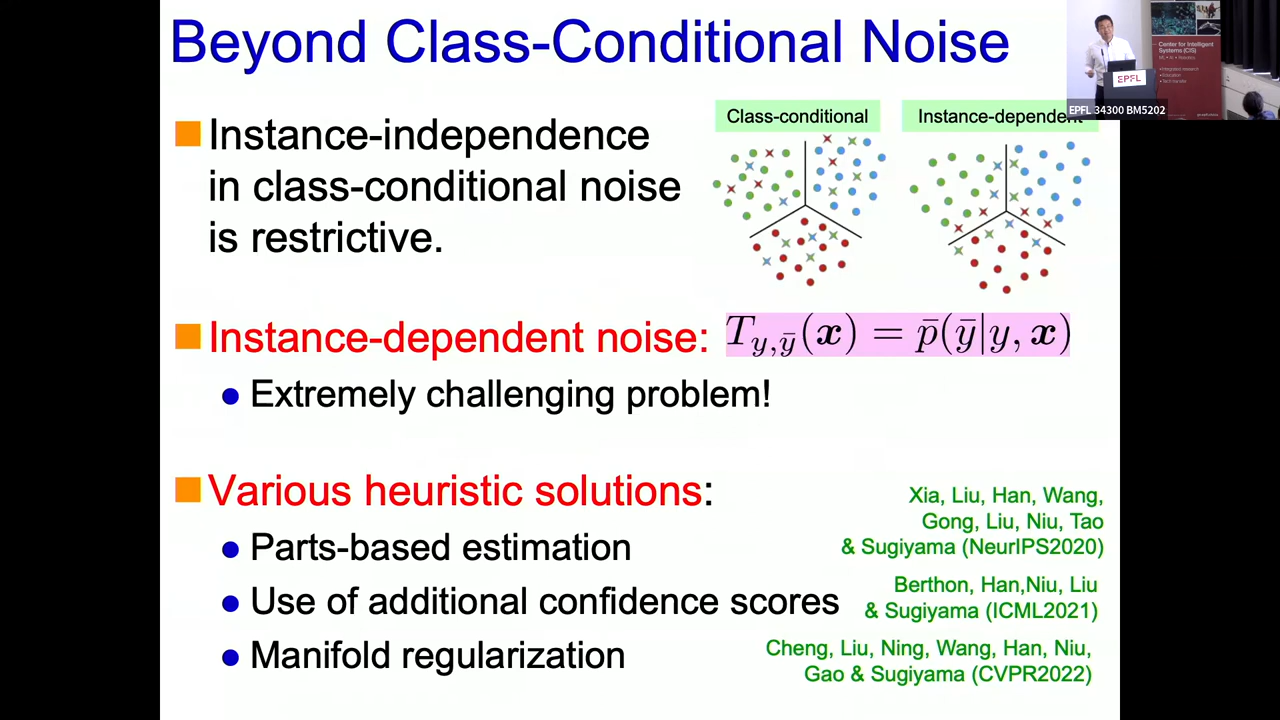 Beyond Class-Conditional Noise
Instance-independence
in class-conditional noise
is restrictive.
Class-conditional
Instance-dependent
Instance-dependent noise: T_{y,ȳ}(x) = p̄(ȳ|y, x)
Extremely challenging problem!
Various heuristic solutions:
Parts-based estimation
Xia, Liu, Han, Wang,
Gong, Liu, Niu, Tao
& Sugiyama (NeurIPS2020)
Use of additional confidence scores
Berthon, Han,Niu, Liu
& Sugiyama (ICML2021)
Manifold regularization
Cheng, Liu, Ning, Wang, Han, Niu,
Gao & Sugiyama (CVPR2022)
Center for Intelligent
Systems (CIS)
EPFL
EPFL 34300 BM5202